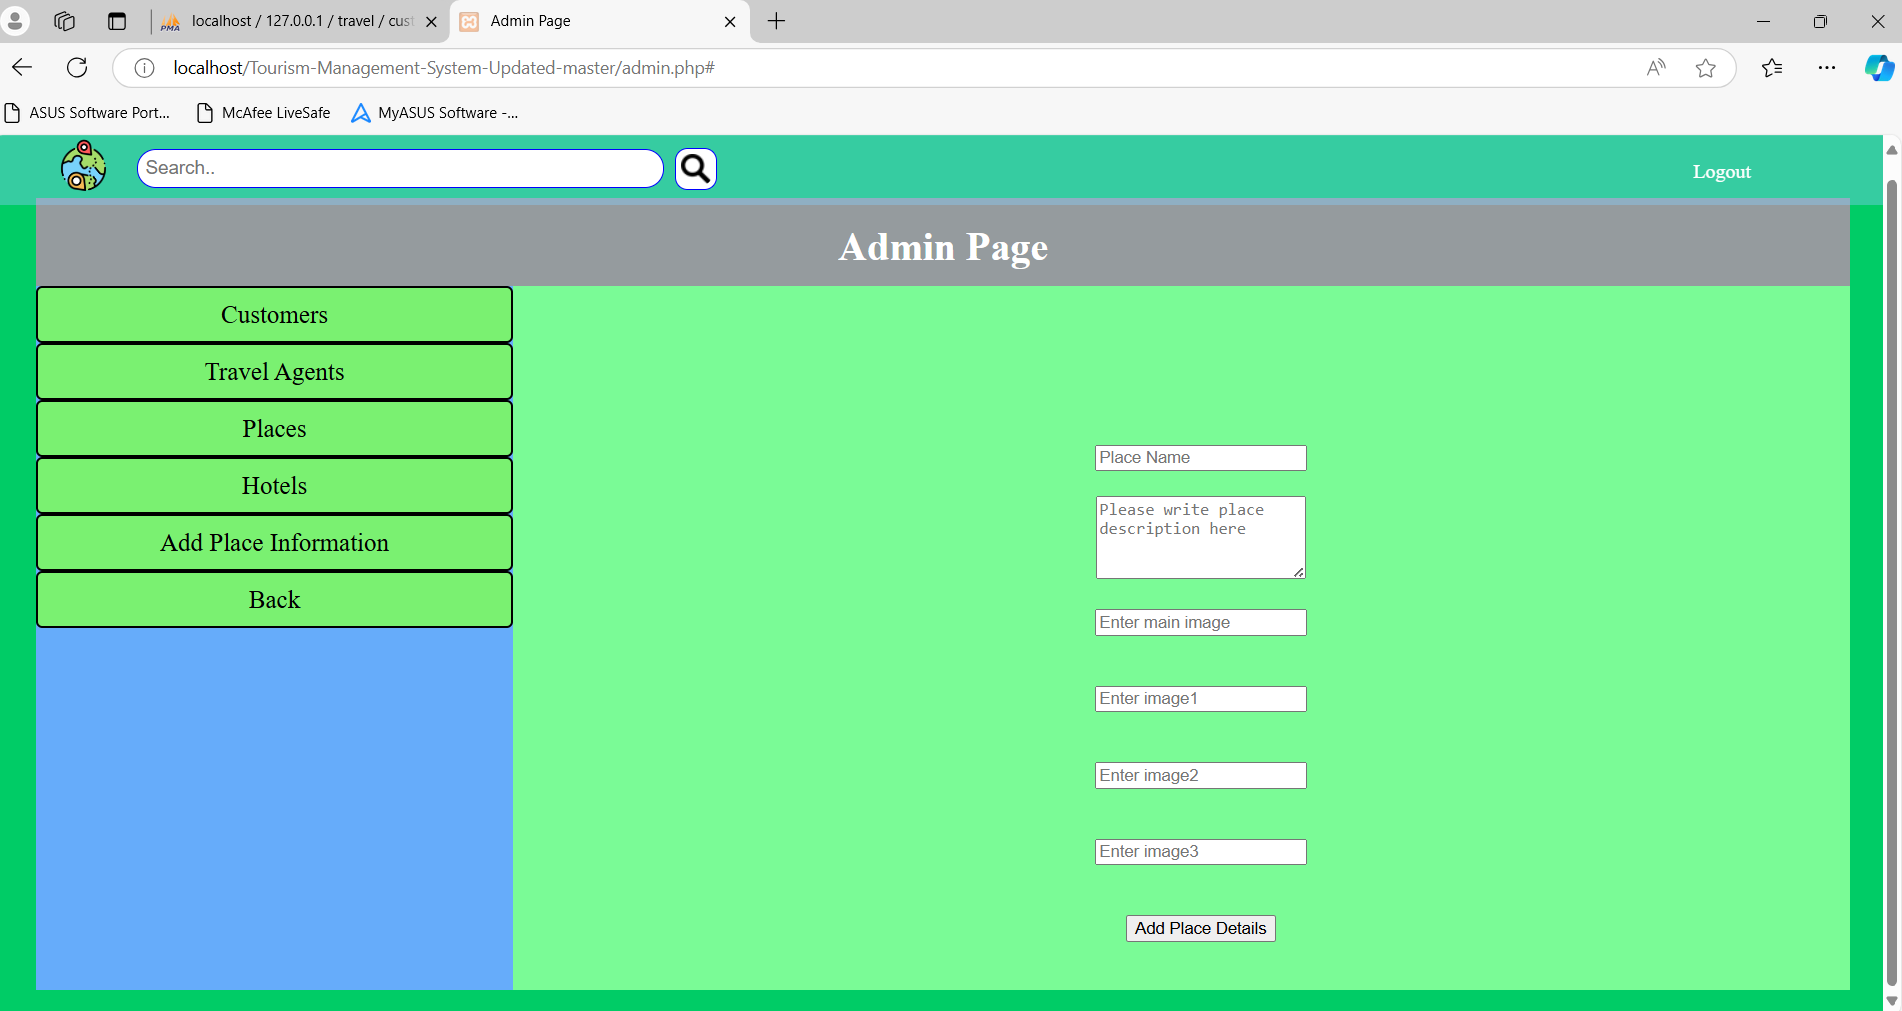 PMA
localhost / 127.0.0.1 / travel / cust
Admin Page
localhost/Tourism-Management-System-Updated-master/admin.php#
ASUS Software Port...
McAfee LiveSafe
MyASUS Software -...
Search..
Logout
Admin Page
Customers
Travel Agents
Places
Hotels
Add Place Information
Back
Place Name
Please write place
description here
Enter main image
Enter image1
Enter image2
Enter image3
Add Place Details